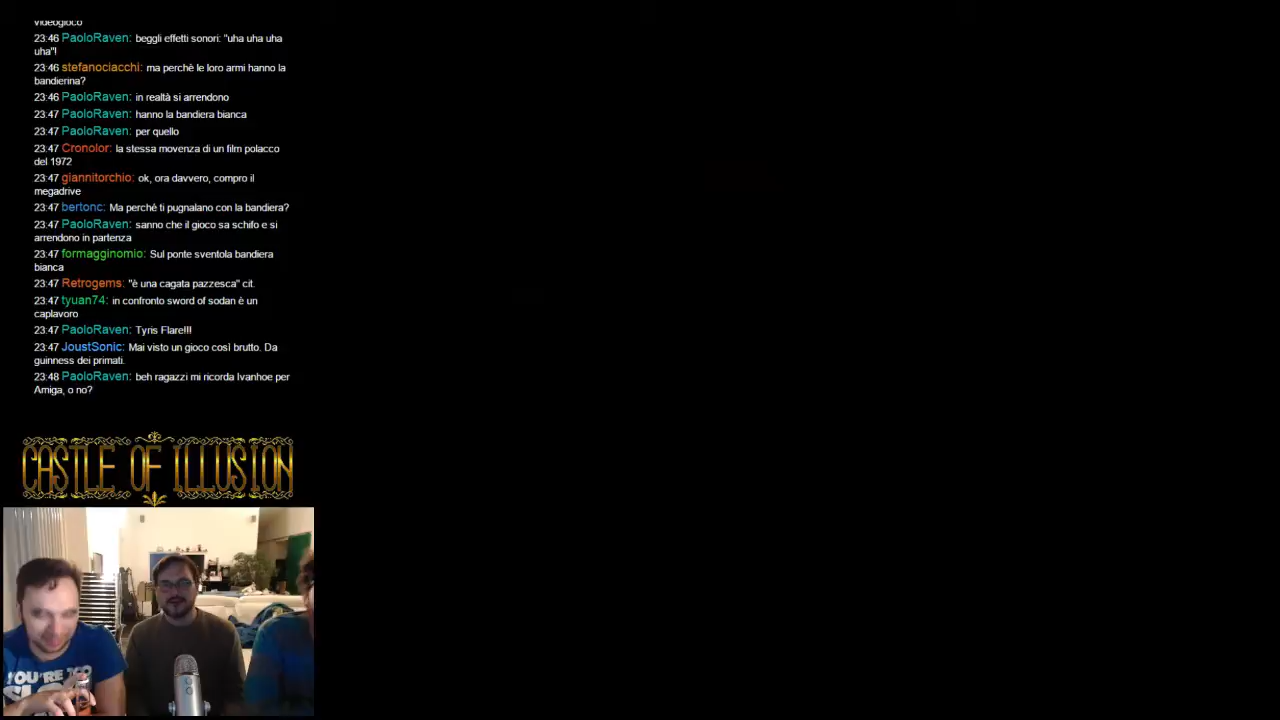 videogioco
23:46 PaoloRaven: beggli effetti sonori: "uha uha uha
uha"!
23:46 stefanociacchi: ma perchè le loro armi hanno la
bandierina?
23:46 PaoloRaven: in realtà si arrendono
23:47 PaoloRaven: hanno la bandiera bianca
23:47 PaoloRaven: per quello
23:47 Cronolor: la stessa movenza di un film polacco
del 1972
23:47 giannitorchio: ok, ora davvero, compro il
megadrive
23:47 bertonc: Ma perché ti pugnalano con la bandiera?
23:47 PaoloRaven: sanno che il gioco sa schifo e si
arrendono in partenza
23:47 formagginomio: Sul ponte sventola bandiera
bianca
23:47 Retrogems: "è una cagata pazzesca" cit.
23:47 tyuan74: in confronto sword of sodan è un
caplavoro
23:47 PaoloRaven: Tyris Flare!!!
23:47 JoustSonic: Mai visto un gioco così brutto. Da
guinness dei primati.
23:48 PaoloRaven: beh ragazzi mi ricorda Ivanhoe per
Amiga, o no?
CASTLE OF ILLUSION
YOU'RE TOO